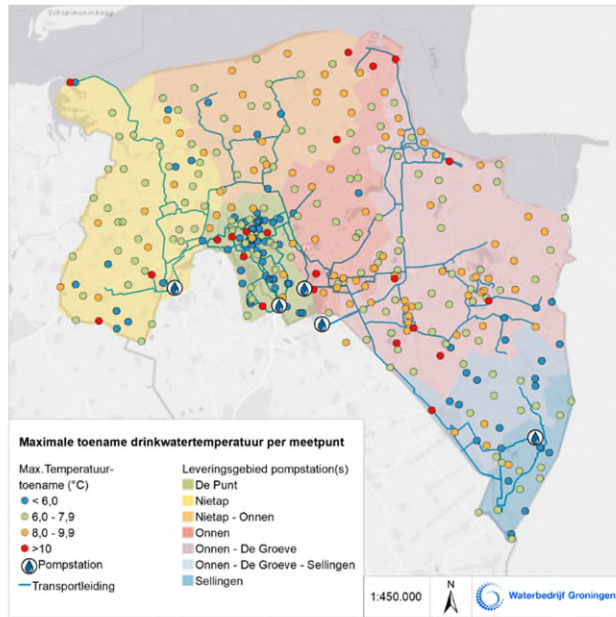 Schiermonnikoog
Eems
Maximale toename drinkwatertemperatuur per meetpunt
Max.Temperatuur-
toename (°C)
< 6,0
6,0 - 7,9
8,0 - 9,9
>10
Pompstation
Transportleiding
Leveringsgebied pompstation(s)
De Punt
Nietap
Nietap - Onnen
Onnen
Onnen - De Groeve
Onnen - De Groeve - Sellingen
Sellingen
1:450.000
N
Waterbedrijf Groningen